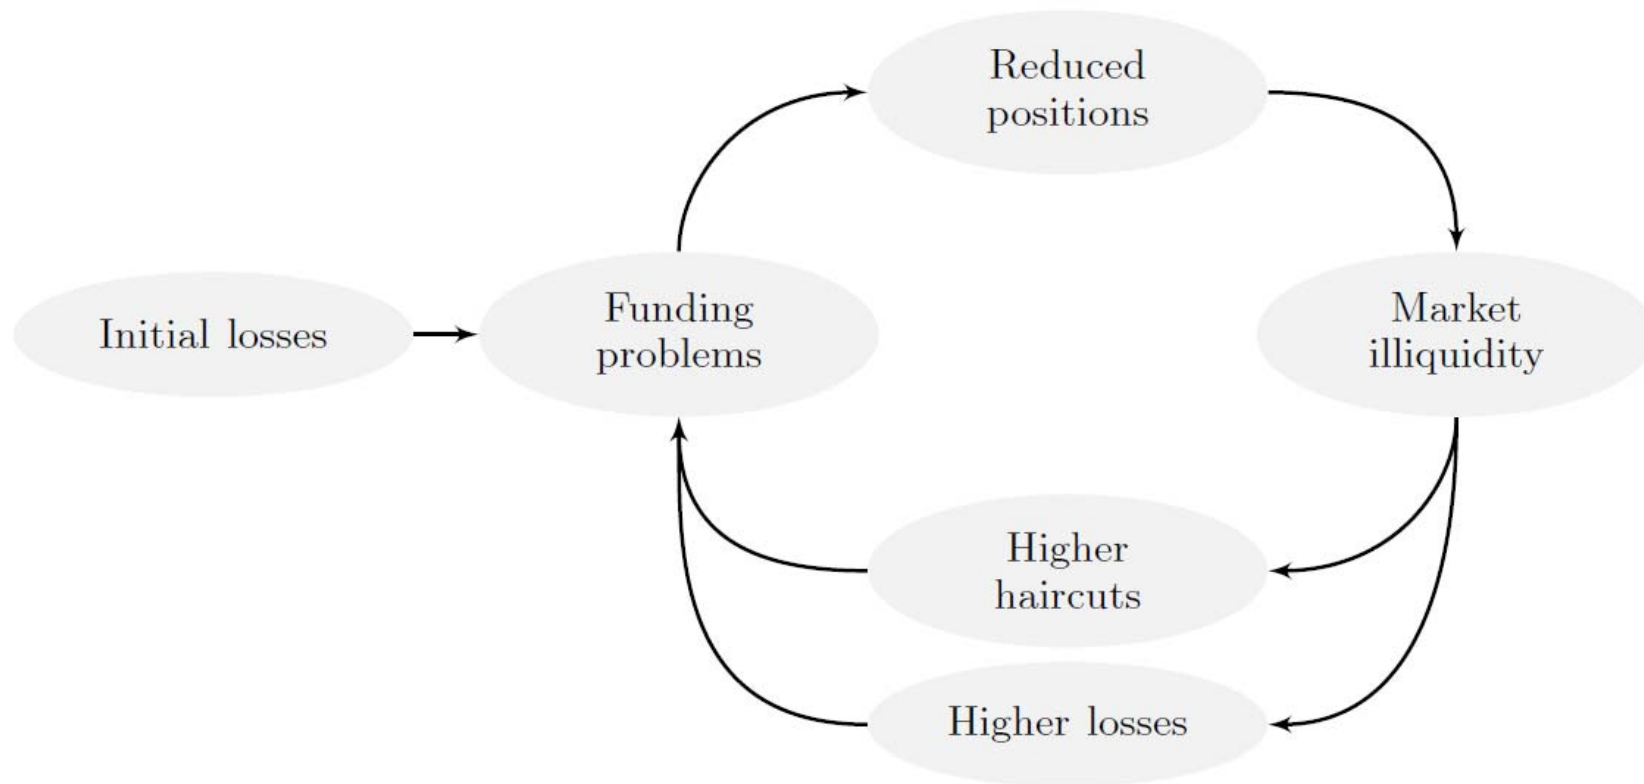 Reduced
positions
Initial losses
Funding
problems
Market
illiquidity
Higher
haircuts
Higher losses